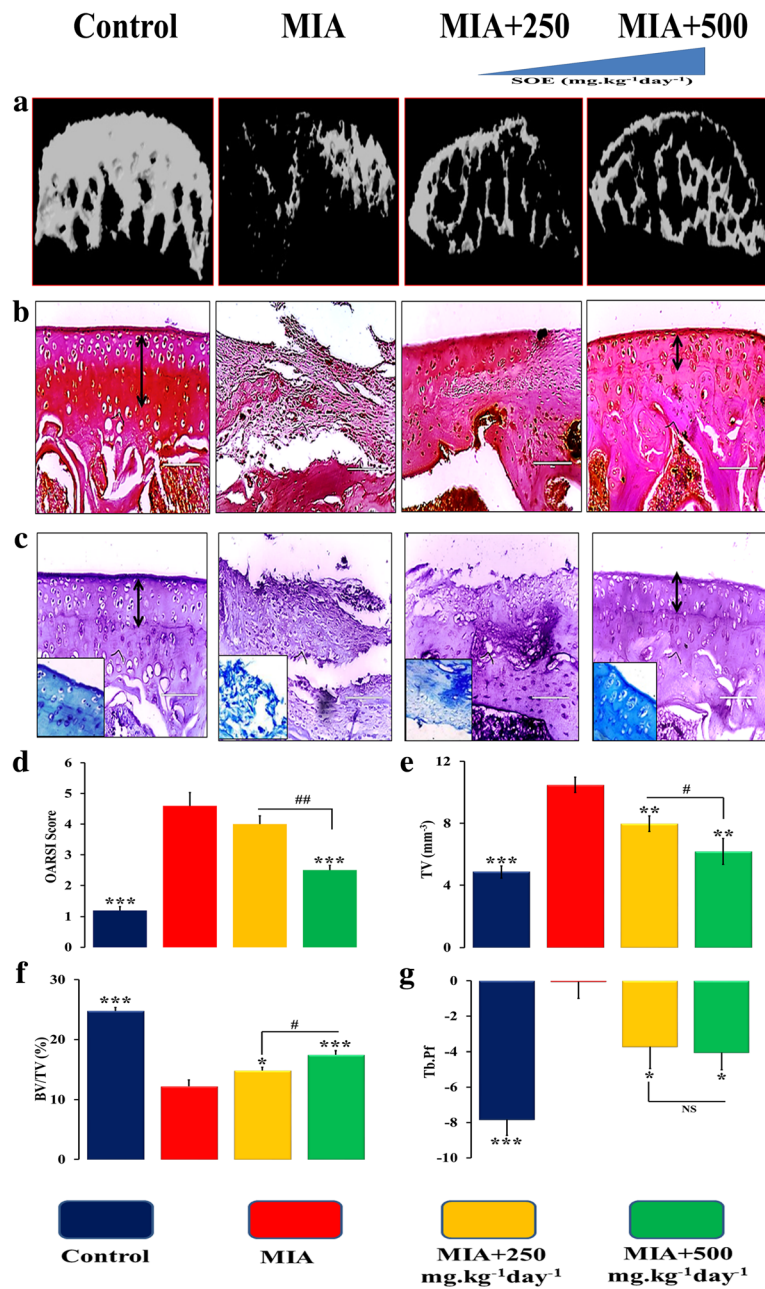 Control MIA MIA+250 MIA+500
SOE (mg.kg⁻¹day⁻¹)
a
b
c
d
6
5
4
3
2
1
0
OARSI Score
***
##
***
e
12
8
4
0
TV (mm⁻³)
***
**
#
**
f
30
20
10
0
BV/TV (%)
***
*
#
***
g
0
-2
-4
-6
-8
-10
Tb.Pf
***
*
*
NS
Control
MIA
MIA+250
mg.kg⁻¹day⁻¹
MIA+500
mg.kg⁻¹day⁻¹